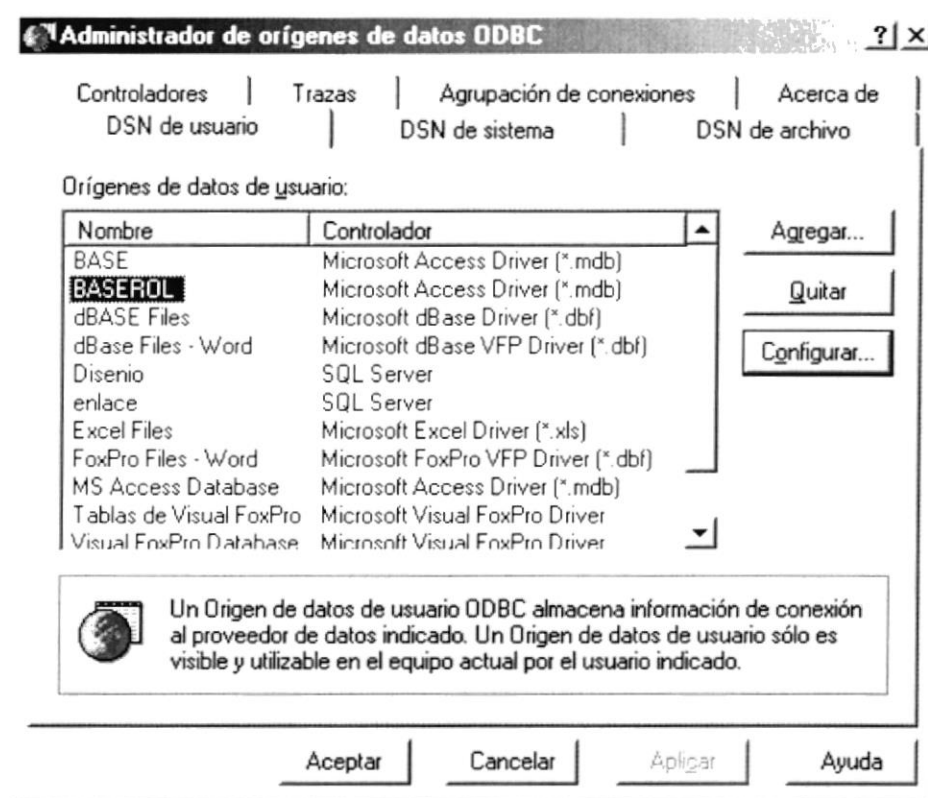 Administrador de orígenes de datos ODBC
? ×
Controladores Trazas Agrupación de conexiones Acerca de
DSN de usuario DSN de sistema DSN de archivo
Orígenes de datos de usuario:
Nombre Controlador
BASE Microsoft Access Driver (*.mdb)
BASEROL Microsoft Access Driver (*.mdb)
dBASE Files Microsoft dBase Driver (*.dbf)
dBase Files - Word Microsoft dBase VFP Driver (*.dbf)
Disenio SQL Server
enlace SQL Server
Excel Files Microsoft Excel Driver (*.xls)
FoxPro Files - Word Microsoft FoxPro VFP Driver (*.dbf)
MS Access Database Microsoft Access Driver (*.mdb)
Tablas de Visual FoxPro Microsoft Visual FoxPro Driver
Visual FoxPro Database Microsoft Visual FoxPro Driver
Agregar...
Quitar
Configurar...
Un Origen de datos de usuario ODBC almacena información de conexión
al proveedor de datos indicado. Un Origen de datos de usuario sólo es
visible y utilizable en el equipo actual por el usuario indicado.
Aceptar Cancelar Aplicar Ayuda